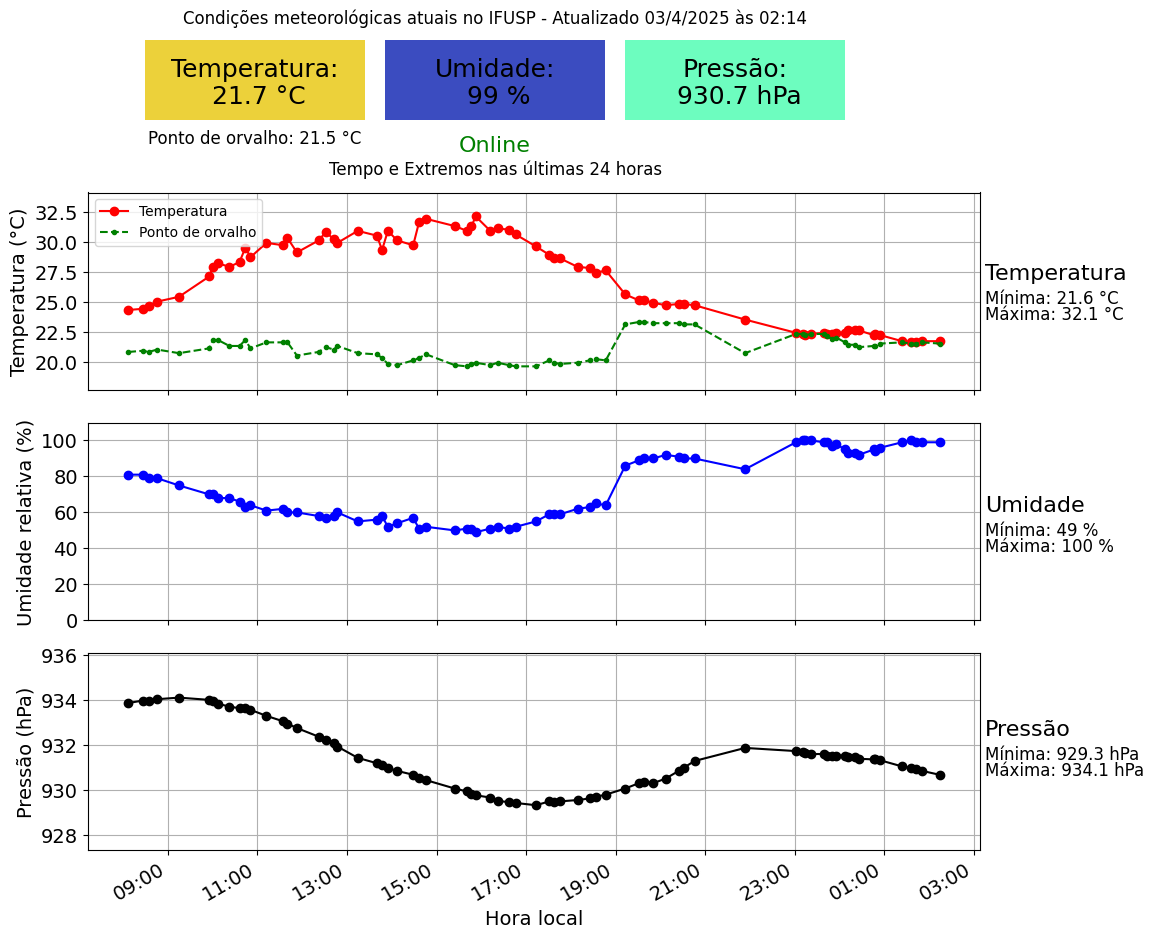 Condições meteorológicas atuais no IFUSP - Atualizado 03/4/2025 às 02:14
Temperatura:
21.7 °C
Umidade:
99 %
Pressão:
930.7 hPa
Ponto de orvalho: 21.5 °C
Online
Tempo e Extremos nas últimas 24 horas
Temperatura (°C)
32.5
30.0
27.5
25.0
22.5
20.0
Temperatura
Ponto de orvalho
Temperatura
Mínima: 21.6 °C
Máxima: 32.1 °C
Umidade relativa (%)
100
80
60
40
20
0
Umidade
Mínima: 49 %
Máxima: 100 %
Pressão (hPa)
936
934
932
930
928
Pressão
Mínima: 929.3 hPa
Máxima: 934.1 hPa
09:00 11:00 13:00 15:00 17:00 19:00 21:00 23:00 01:00 03:00
Hora local